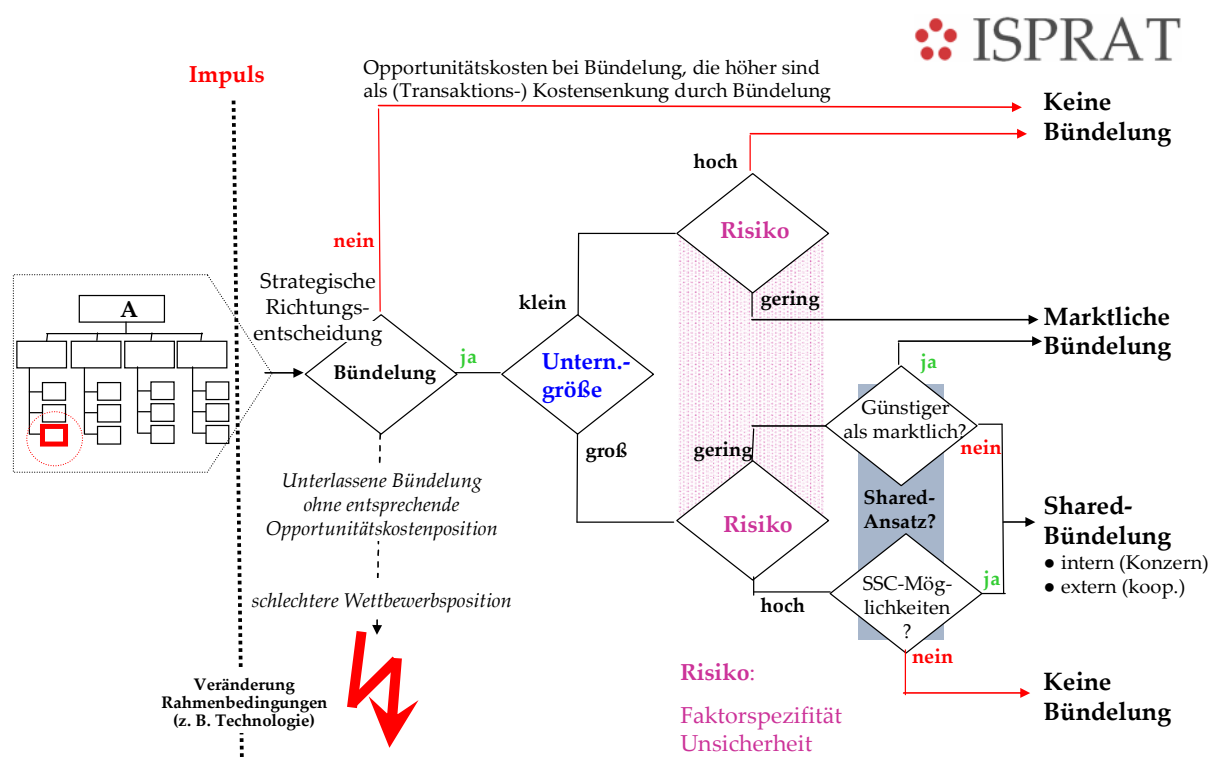 ISPRAT
Impuls
Opportunitätskosten bei Bündelung, die höher sind
als (Transaktions-) Kostensenkung durch Bündelung
Keine
Bündelung
hoch
Risiko
nein
Strategische
Richtungs-
entscheidung
A
klein
gering
Marktliche
Bündelung
ja
Bündelung
ja
Untern.-
größe
Günstiger
als marktlich?
nein
groß
gering
Unterlassene Bündelung
ohne entsprechende
Opportunitätskostenposition
Shared-
Ansatz?
Risiko
Shared-
Bündelung
● intern (Konzern)
● extern (koop.)
ja
SSC-Mög-
lichkeiten
?
hoch
schlechtere Wettbewerbsposition
nein
Veränderung
Rahmenbedingungen
(z. B. Technologie)
Risiko:
Faktorspezifität
Unsicherheit
Keine
Bündelung